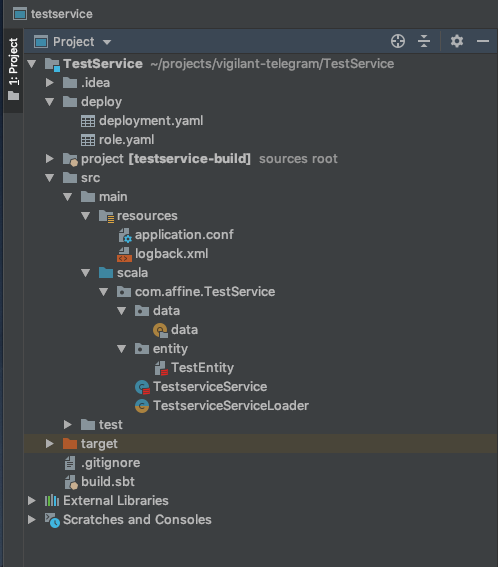 testservice
1: Project
Project
TestService ~/projects/vigilant-telegram/TestService
.idea
deploy
deployment.yaml
role.yaml
project [testservice-build] sources root
src
main
resources
application.conf
logback.xml
scala
com.affine.TestService
data
data
entity
TestEntity
TestserviceService
TestserviceServiceLoader
test
target
.gitignore
build.sbt
External Libraries
Scratches and Consoles